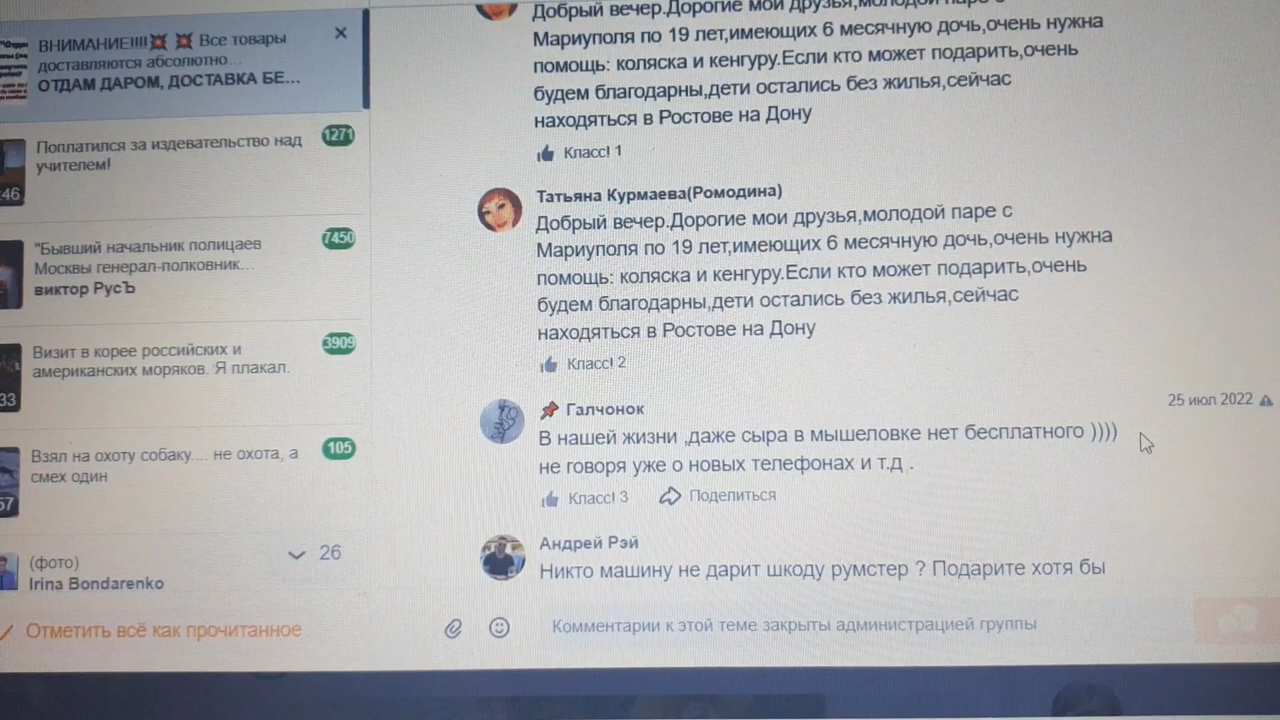 ВНИМАНИЕ!!!!💥 💥 Все товары
доставляются абсолютно...
ОТДАМ ДАРОМ, ДОСТАВКА БЕ...
Поплатился за издевательство над
учителем!
1271
:46
"Бывший начальник полицаев
Москвы генерал-полковник...
виктор РусЪ
7450
Визит в корее российских и
американских моряков. Я плакал.
3909
33
Взял на охоту собаку.... не охота, а
смех один
105
57
(фото)
Irina Bondarenko
26
Отметить всё как прочитанное
Добрый вечер.Дорогие мои друзья,молодой паре с
Мариуполя по 19 лет,имеющих 6 месячную дочь,очень нужна
помощь: коляска и кенгуру.Если кто может подарить,очень
будем благодарны,дети остались без жилья,сейчас
находяться в Ростове на Дону
Класс! 1
Татьяна Курмаева(Ромодина)
Добрый вечер.Дорогие мои друзья,молодой паре с
Мариуполя по 19 лет,имеющих 6 месячную дочь,очень нужна
помощь: коляска и кенгуру.Если кто может подарить,очень
будем благодарны,дети остались без жилья,сейчас
находяться в Ростове на Дону
Класс! 2
📌 Галчонок
25 июл 2022
В нашей жизни ,даже сыра в мышеловке нет бесплатного ))))
не говоря уже о новых телефонах и т.д .
Класс! 3 Поделиться
Андрей Рэй
Никто машину не дарит шкоду румстер ? Подарите хотя бы
Комментарии к этой теме закрыты администрацией группы